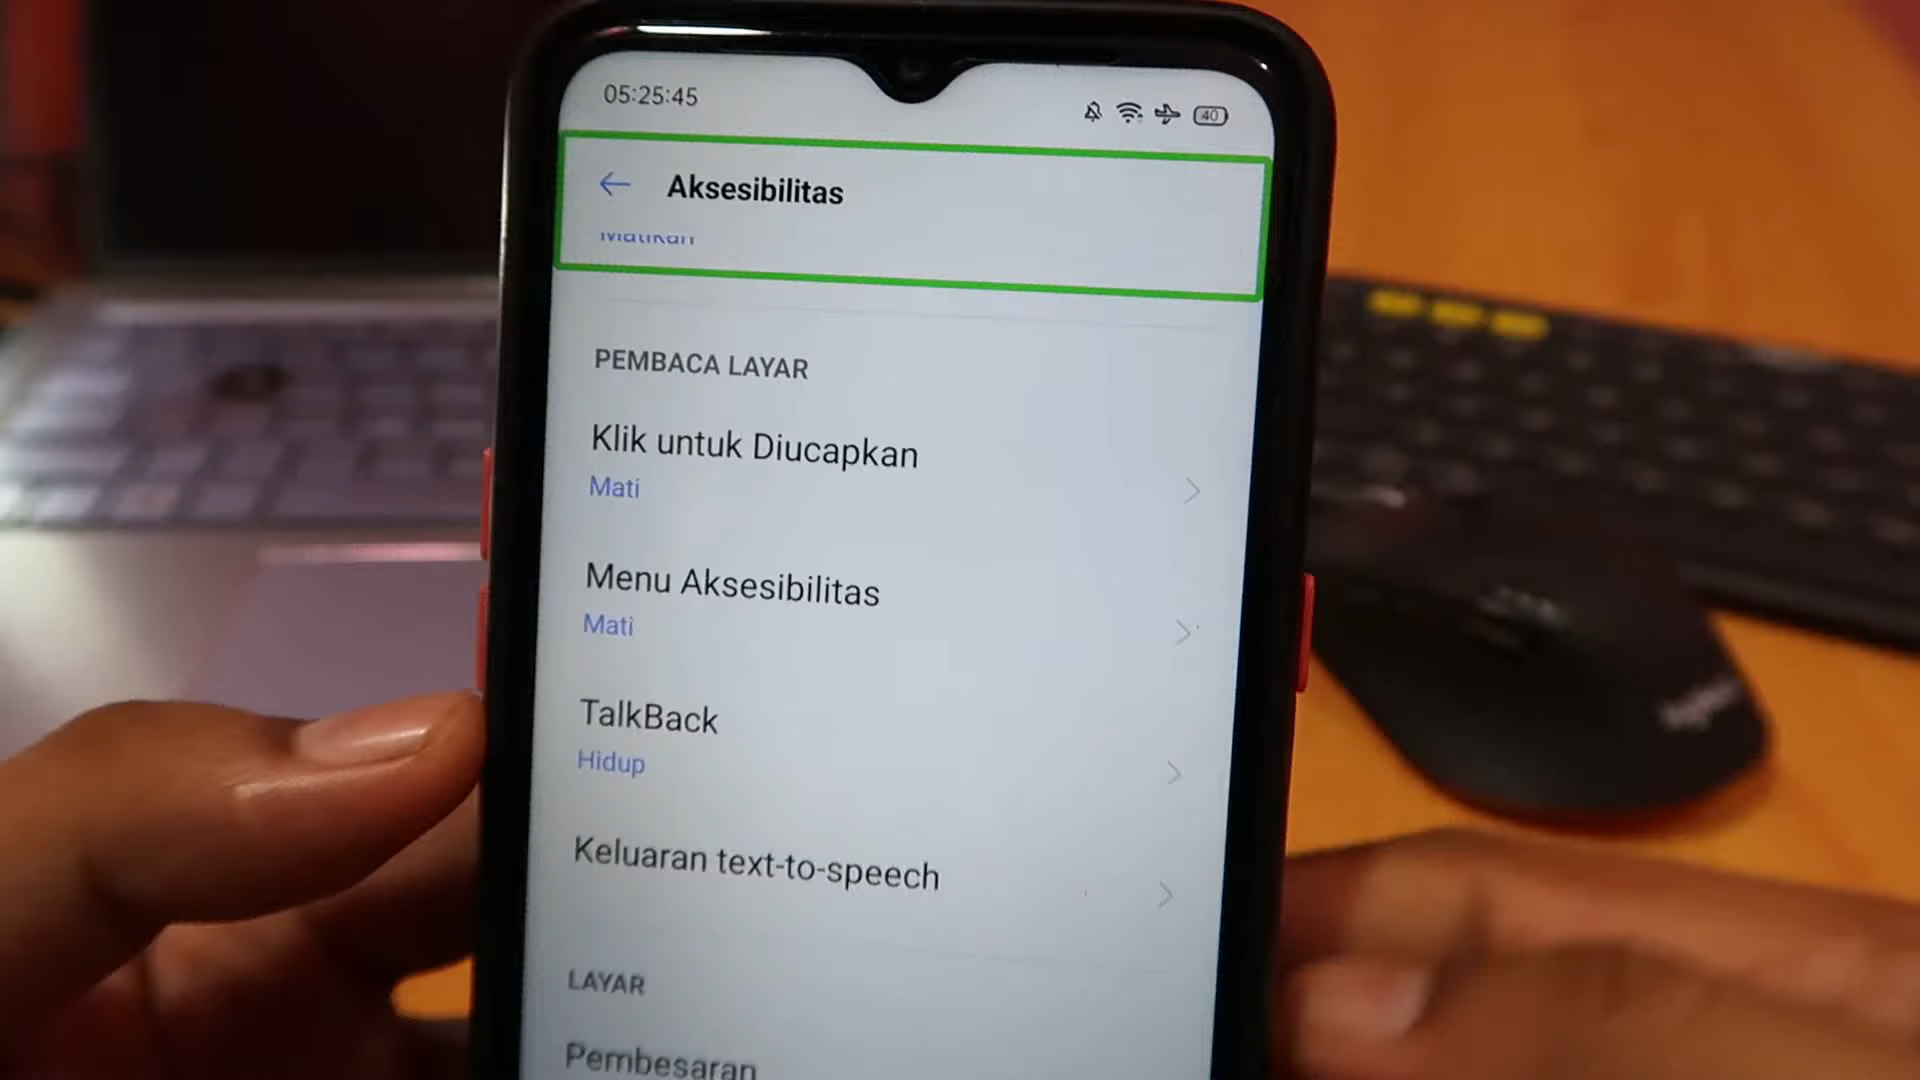 05:25:45
40
Aksesibilitas
Matikan
PEMBACA LAYAR
Klik untuk Diucapkan
Mati
Menu Aksesibilitas
Mati
TalkBack
Hidup
Keluaran text-to-speech
LAYAR
Pembesaran